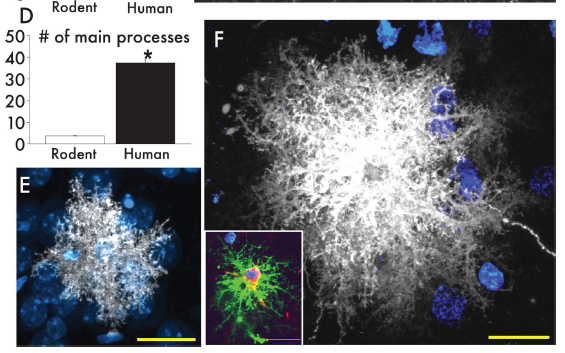 Rodent Human
D
# of main processes
50
*
40
30
20
10
0
Rodent Human
E
F